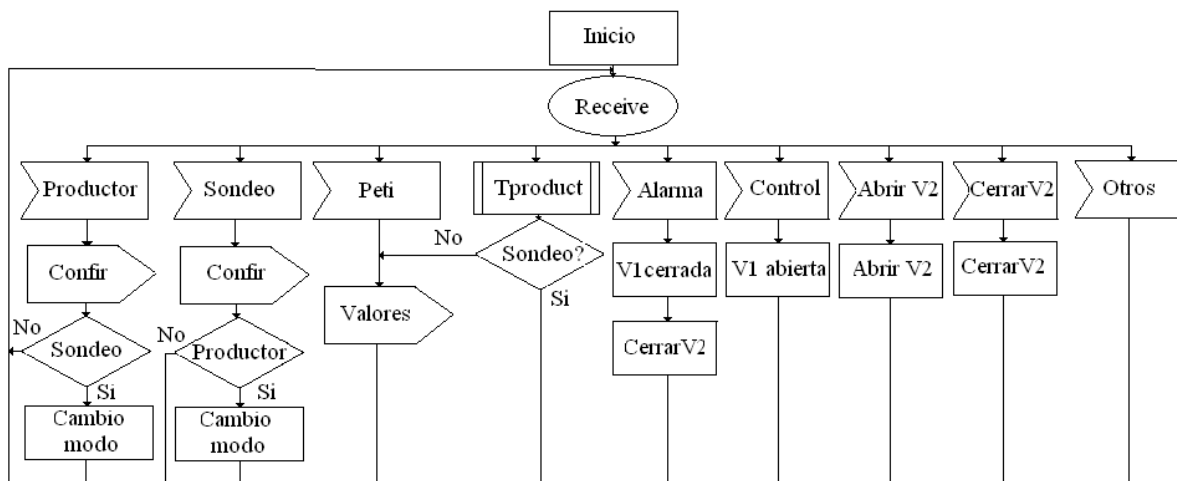 Inicio
Receive
Productor
Sondeo
Peti
Tproduct
Alarma
Control
Abrir V2
CerrarV2
Otros
No
Sondeo?
Confir
Confir
V1cerrada
V1 abierta
Abrir V2
CerrarV2
Valores
Si
No
Sondeo
No
Productor
CerrarV2
Si
Si
Cambio
modo
Cambio
modo